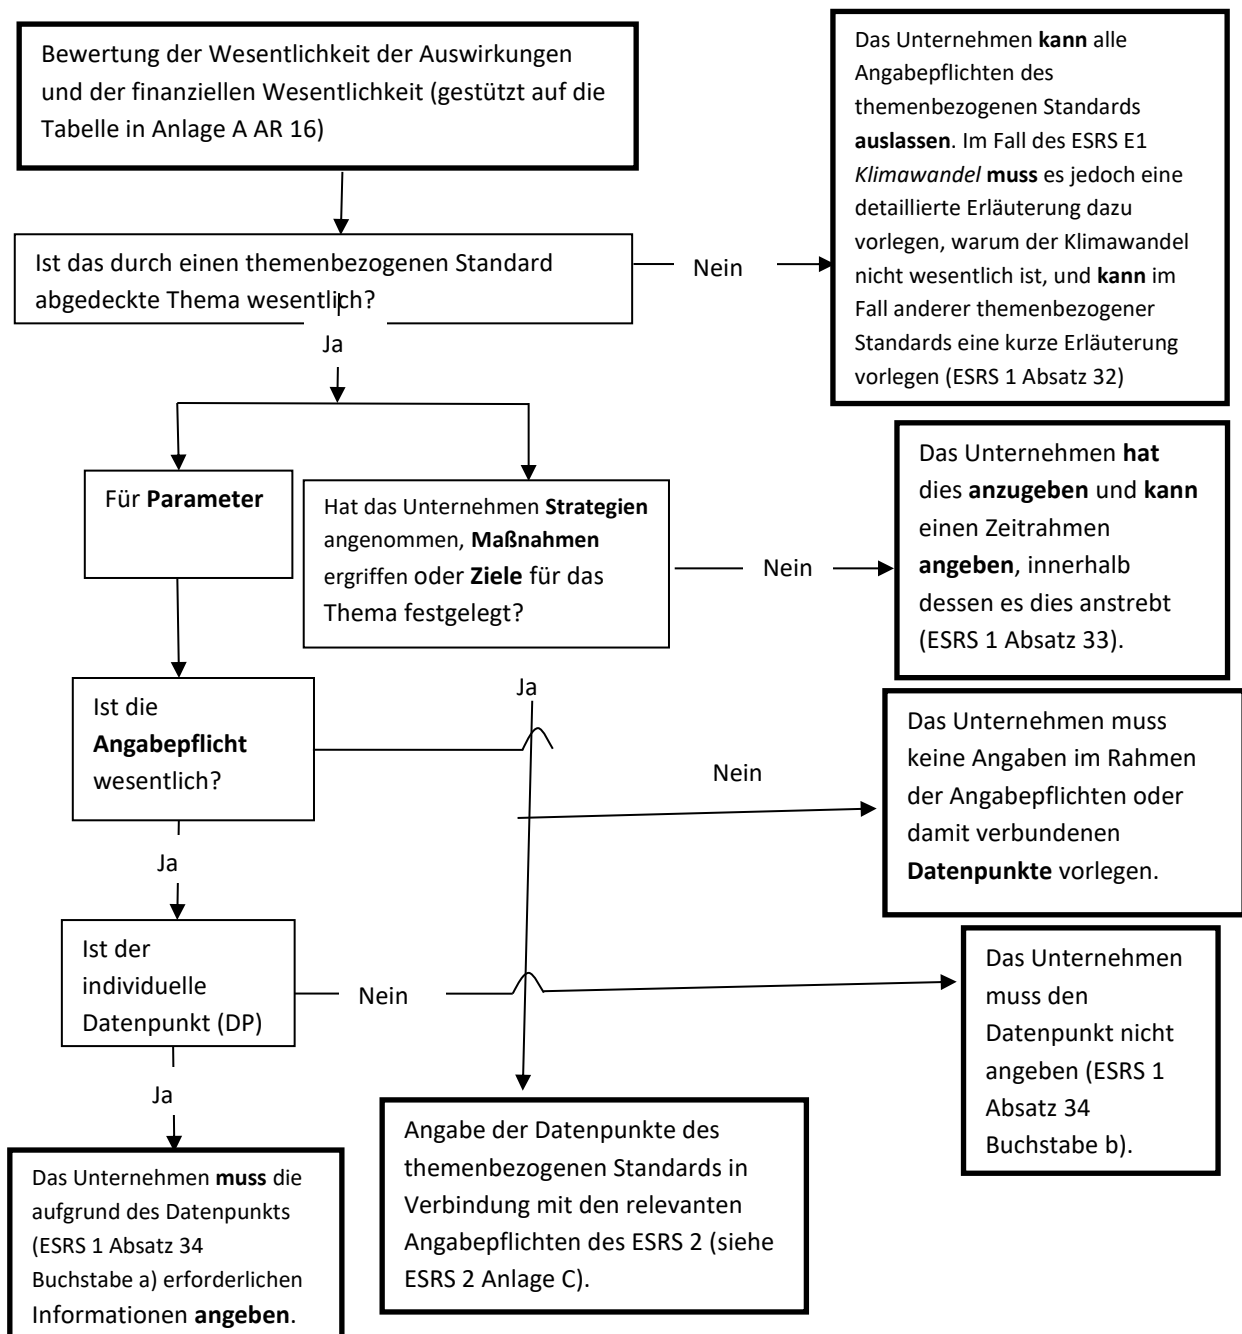 Bewertung der Wesentlichkeit der Auswirkungen
und der finanziellen Wesentlichkeit (gestützt auf die
Tabelle in Anlage A AR 16)
Das Unternehmen kann alle
Angabepflichten des
themenbezogenen Standards
auslassen. Im Fall des ESRS E1
Klimawandel muss es jedoch eine
detaillierte Erläuterung dazu
vorlegen, warum der Klimawandel
nicht wesentlich ist, und kann im
Fall anderer themenbezogener
Standards eine kurze Erläuterung
vorlegen (ESRS 1 Absatz 32)
Ist das durch einen themenbezogenen Standard
abgedeckte Thema wesentlich?
Nein
Ja
Für Parameter
Hat das Unternehmen Strategien
angenommen, Maßnahmen
ergriffen oder Ziele für das
Thema festgelegt?
Nein
Das Unternehmen hat
dies anzugeben und kann
einen Zeitrahmen
angeben, innerhalb
dessen es dies anstrebt
(ESRS 1 Absatz 33).
Ja
Ist die
Angabepflicht
wesentlich?
Nein
Das Unternehmen muss
keine Angaben im Rahmen
der Angabepflichten oder
damit verbundenen
Datenpunkte vorlegen.
Ja
Ist der
individuelle
Datenpunkt (DP)
Nein
Das Unternehmen
muss den
Datenpunkt nicht
angeben (ESRS 1
Absatz 34
Buchstabe b).
Ja
Das Unternehmen muss die
aufgrund des Datenpunkts
(ESRS 1 Absatz 34
Buchstabe a) erforderlichen
Informationen angeben.
Angabe der Datenpunkte des
themenbezogenen Standards in
Verbindung mit den relevanten
Angabepflichten des ESRS 2 (siehe
ESRS 2 Anlage C).